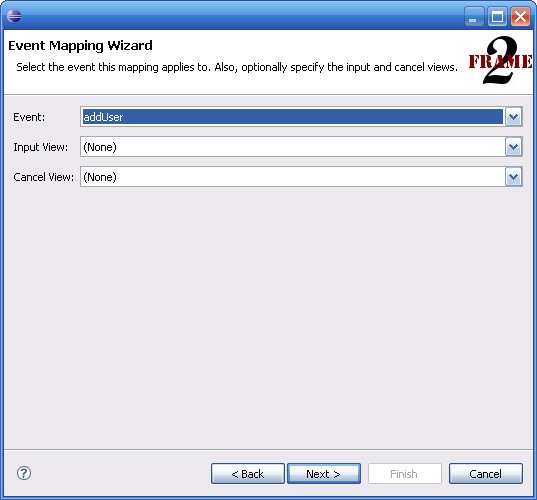 Event Mapping Wizard
Select the event this mapping applies to. Also, optionally specify the input and cancel views.
2
FRAME
Event: addUser
Input View: (None)
Cancel View: (None)
?
< Back Next > Finish Cancel